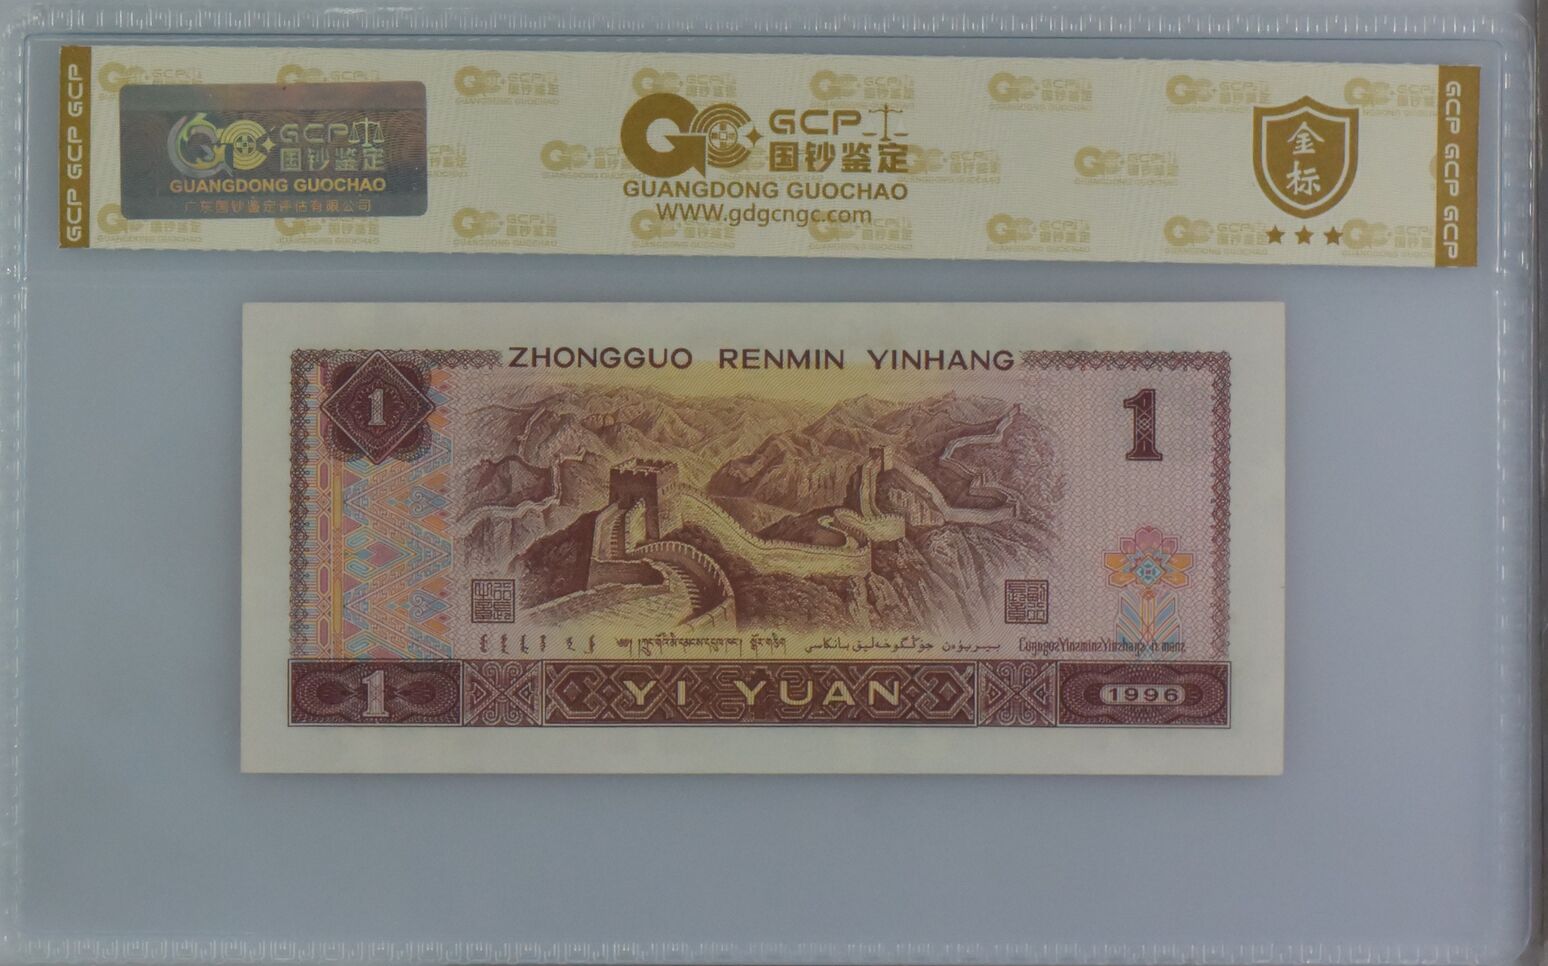 GCP GCP GCP
GCP
国钞鉴定
GUANGDONG GUOCHAO
广东国钞鉴定评估有限公司
GCP
国钞鉴定
GUANGDONG GUOCHAO
WWW.gdgcngc.com
金标
GCP GCP GCP
ZHONGGUO RENMIN YINHANG
1
1
1
YI YUAN
1996